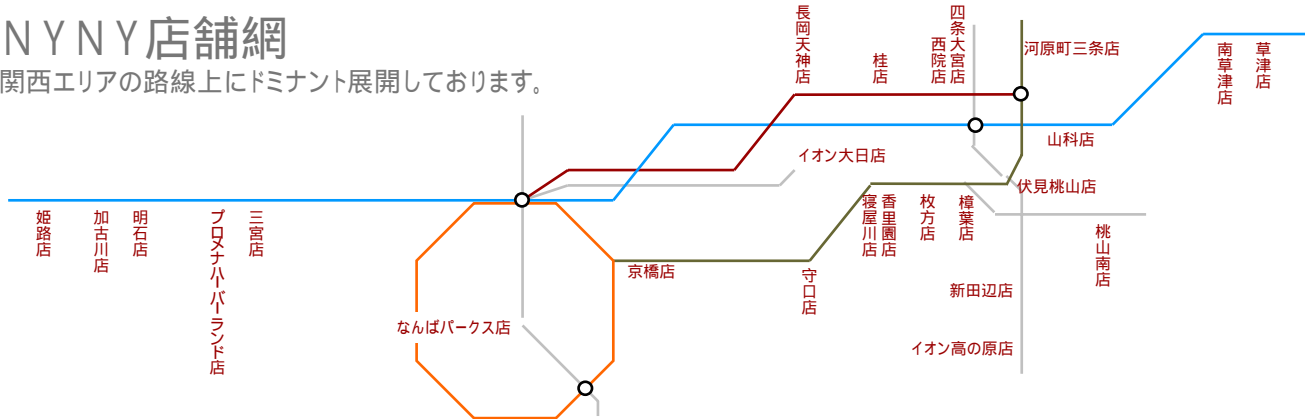 NYNY店舗網
関西エリアの路線上にドミナント展開しております。
長岡天神店
桂店
西院店
四条大宮店
河原町三条店
南草津店
草津店
山科店
イオン大日店
伏見桃山店
姫路店
加古川店
明石店
プロメナハーバーランド店
三宮店
寝屋川店
香里園店
枚方店
樟葉店
桃山南店
京橋店
守口店
新田辺店
なんばパークス店
イオン高の原店